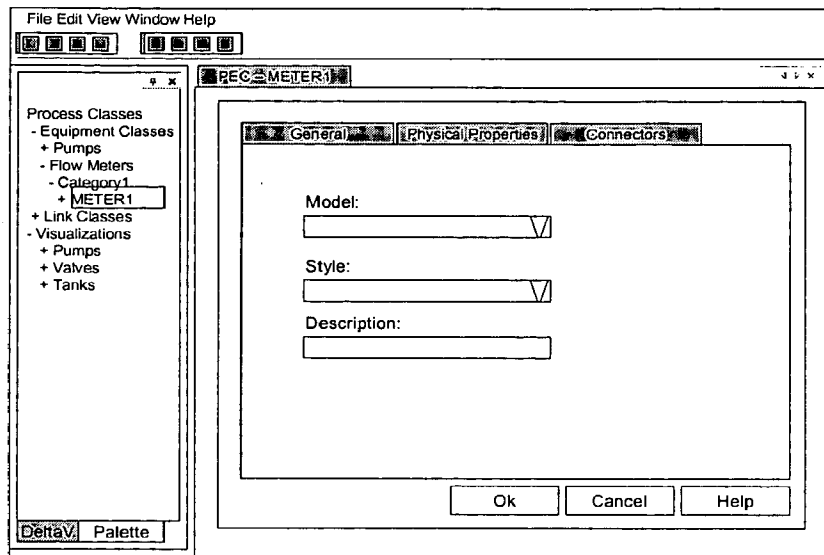 File Edit View Window Help
PEC - METER1
Process Classes
- Equipment Classes
+ Pumps
- Flow Meters
- Category1
+ METER1
+ Link Classes
- Visualizations
+ Pumps
+ Valves
+ Tanks
General Physical Properties Connectors
Model:
Style:
Description:
Ok Cancel Help
DeltaV Palette